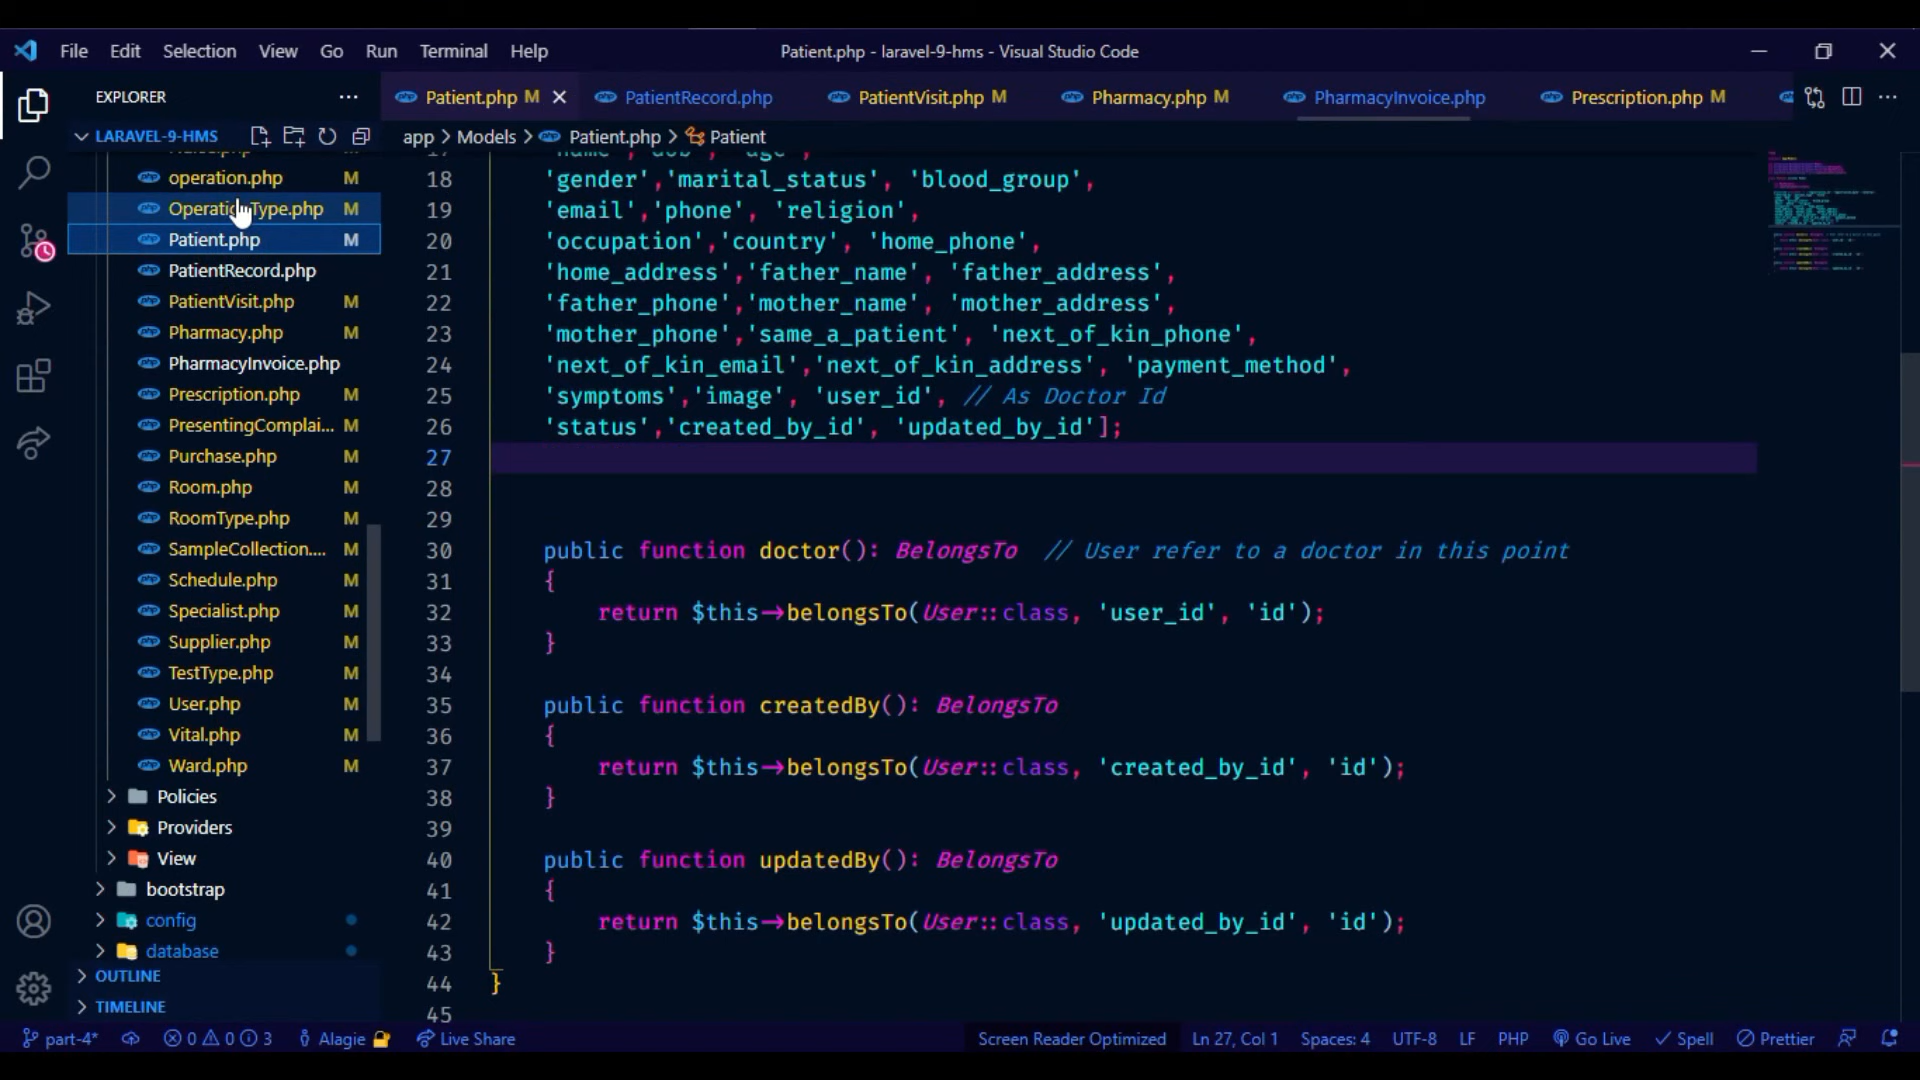 File Edit Selection View Go Run Terminal Help
Patient.php - laravel-9-hms - Visual Studio Code
EXPLORER
Patient.php M
PatientRecord.php
PatientVisit.php M
Pharmacy.php M
PharmacyInvoice.php
Prescription.php M
LARAVEL-9-HMS
app > Models > Patient.php > Patient
operation.php M
OperationType.php M
Patient.php M
PatientRecord.php
PatientVisit.php M
Pharmacy.php M
PharmacyInvoice.php
Prescription.php M
PresentingComplai... M
Purchase.php M
Room.php M
RoomType.php M
SampleCollection.... M
Schedule.php M
Specialist.php M
Supplier.php M
TestType.php M
User.php M
Vital.php M
Ward.php M
Policies
Providers
View
bootstrap
config
database
OUTLINE
TIMELINE
18 'gender','marital_status', 'blood_group',
19 'email','phone', 'religion',
20 'occupation','country', 'home_phone',
21 'home_address','father_name', 'father_address',
22 'father_phone','mother_name', 'mother_address',
23 'mother_phone','same_a_patient', 'next_of_kin_phone',
24 'next_of_kin_email','next_of_kin_address', 'payment_method',
25 'symptoms','image', 'user_id', // As Doctor Id
26 'status','created_by_id', 'updated_by_id'];
27
28
29
30 public function doctor(): BelongsTo // User refer to a doctor in this point
31 {
32 return $this->belongsTo(User::class, 'user_id', 'id');
33 }
34
35 public function createdBy(): BelongsTo
36 {
37 return $this->belongsTo(User::class, 'created_by_id', 'id');
38 }
39
40 public function updatedBy(): BelongsTo
41 {
42 return $this->belongsTo(User::class, 'updated_by_id', 'id');
43 }
44 }
45
part-4* 0 0 3 Alagie Live Share Screen Reader Optimized Ln 27, Col 1 Spaces: 4 UTF-8 LF PHP Go Live Spell Prettier